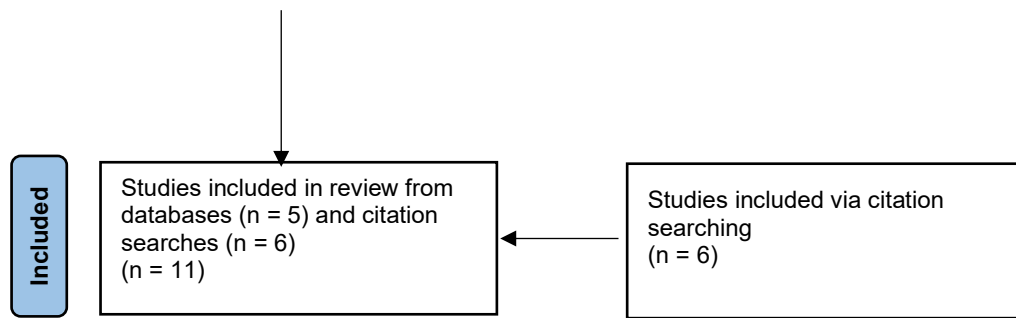 Included
Studies included in review from
databases (n = 5) and citation
searches (n = 6)
(n = 11)
Studies included via citation
searching
(n = 6)